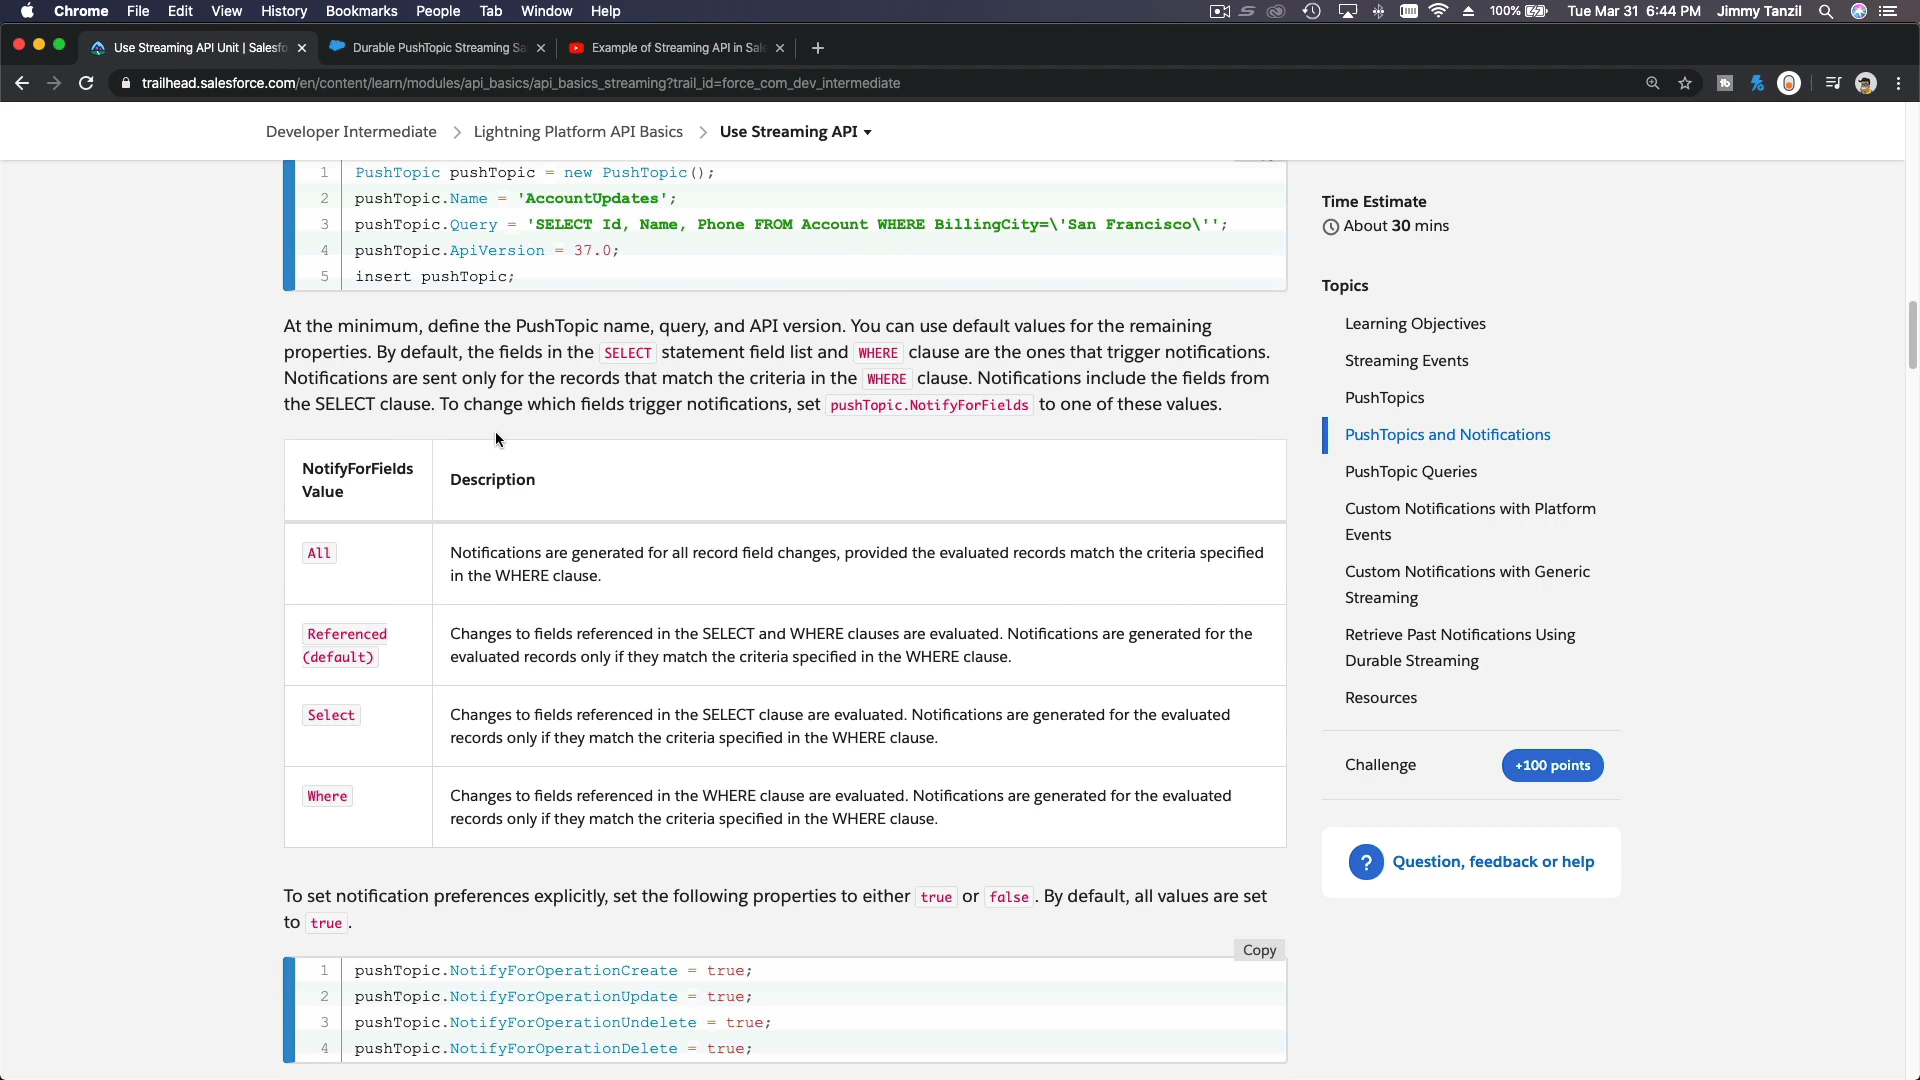 Chrome File Edit View History Bookmarks People Tab Window Help 100% Tue Mar 31 6:44 PM Jimmy Tanzil
Use Streaming API Unit | Salesfo Durable PushTopic Streaming Sa Example of Streaming API in Sal
trailhead.salesforce.com/en/content/learn/modules/api_basics/api_basics_streaming?trail_id=force_com_dev_intermediate
Developer Intermediate Lightning Platform API Basics Use Streaming API
1 PushTopic pushTopic = new PushTopic();
2 pushTopic.Name = 'AccountUpdates';
3 pushTopic.Query = 'SELECT Id, Name, Phone FROM Account WHERE BillingCity=\'San Francisco\'';
4 pushTopic.ApiVersion = 37.0;
5 insert pushTopic;
At the minimum, define the PushTopic name, query, and API version. You can use default values for the remaining
properties. By default, the fields in the SELECT statement field list and WHERE clause are the ones that trigger notifications.
Notifications are sent only for the records that match the criteria in the WHERE clause. Notifications include the fields from
the SELECT clause. To change which fields trigger notifications, set pushTopic.NotifyForFields to one of these values.
NotifyForFields
Value
Description
All
Notifications are generated for all record field changes, provided the evaluated records match the criteria specified
in the WHERE clause.
Referenced
(default)
Changes to fields referenced in the SELECT and WHERE clauses are evaluated. Notifications are generated for the
evaluated records only if they match the criteria specified in the WHERE clause.
Select
Changes to fields referenced in the SELECT clause are evaluated. Notifications are generated for the evaluated
records only if they match the criteria specified in the WHERE clause.
Where
Changes to fields referenced in the WHERE clause are evaluated. Notifications are generated for the evaluated
records only if they match the criteria specified in the WHERE clause.
To set notification preferences explicitly, set the following properties to either true or false. By default, all values are set
to true.
Copy
1 pushTopic.NotifyForOperationCreate = true;
2 pushTopic.NotifyForOperationUpdate = true;
3 pushTopic.NotifyForOperationUndelete = true;
4 pushTopic.NotifyForOperationDelete = true;
Time Estimate
About 30 mins
Topics
Learning Objectives
Streaming Events
PushTopics
PushTopics and Notifications
PushTopic Queries
Custom Notifications with Platform
Events
Custom Notifications with Generic
Streaming
Retrieve Past Notifications Using
Durable Streaming
Resources
Challenge +100 points
? Question, feedback or help